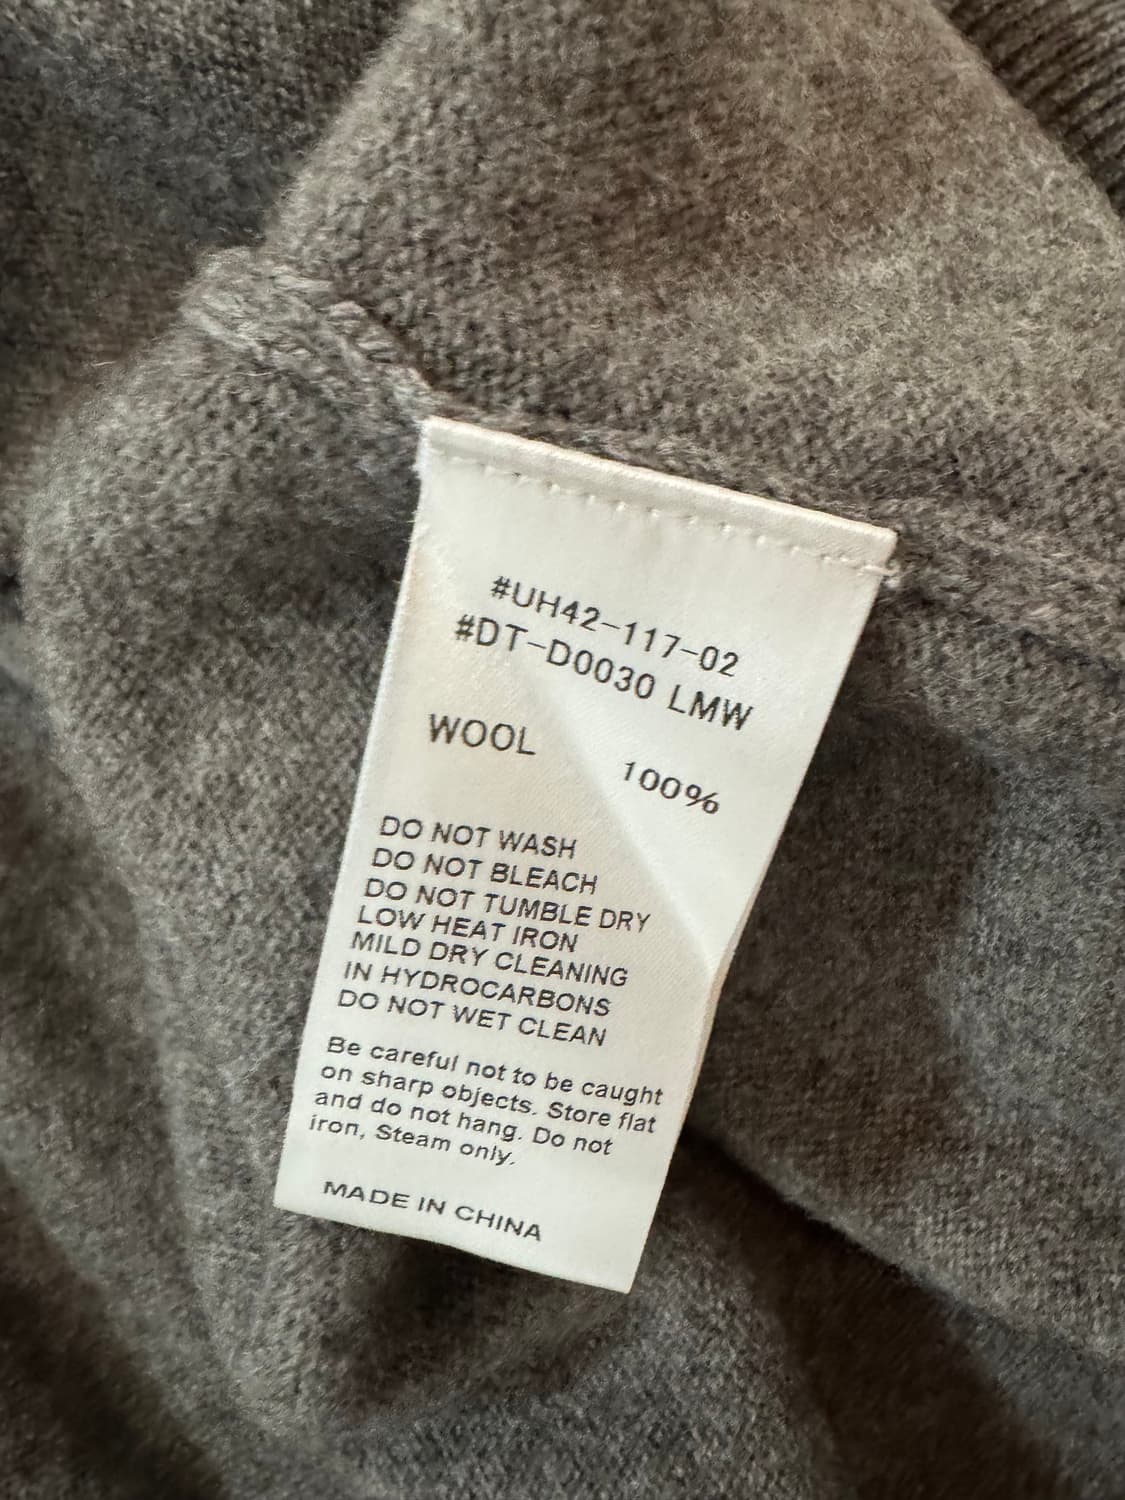 #UH42-117-02
#DT-D0030 LMW
WOOL 100%
DO NOT WASH
DO NOT BLEACH
DO NOT TUMBLE DRY
LOW HEAT IRON
MILD DRY CLEANING
IN HYDROCARBONS
DO NOT WET CLEAN
Be careful not to be caught
on sharp objects. Store flat
and do not hang. Do not
iron, Steam only.
MADE IN CHINA